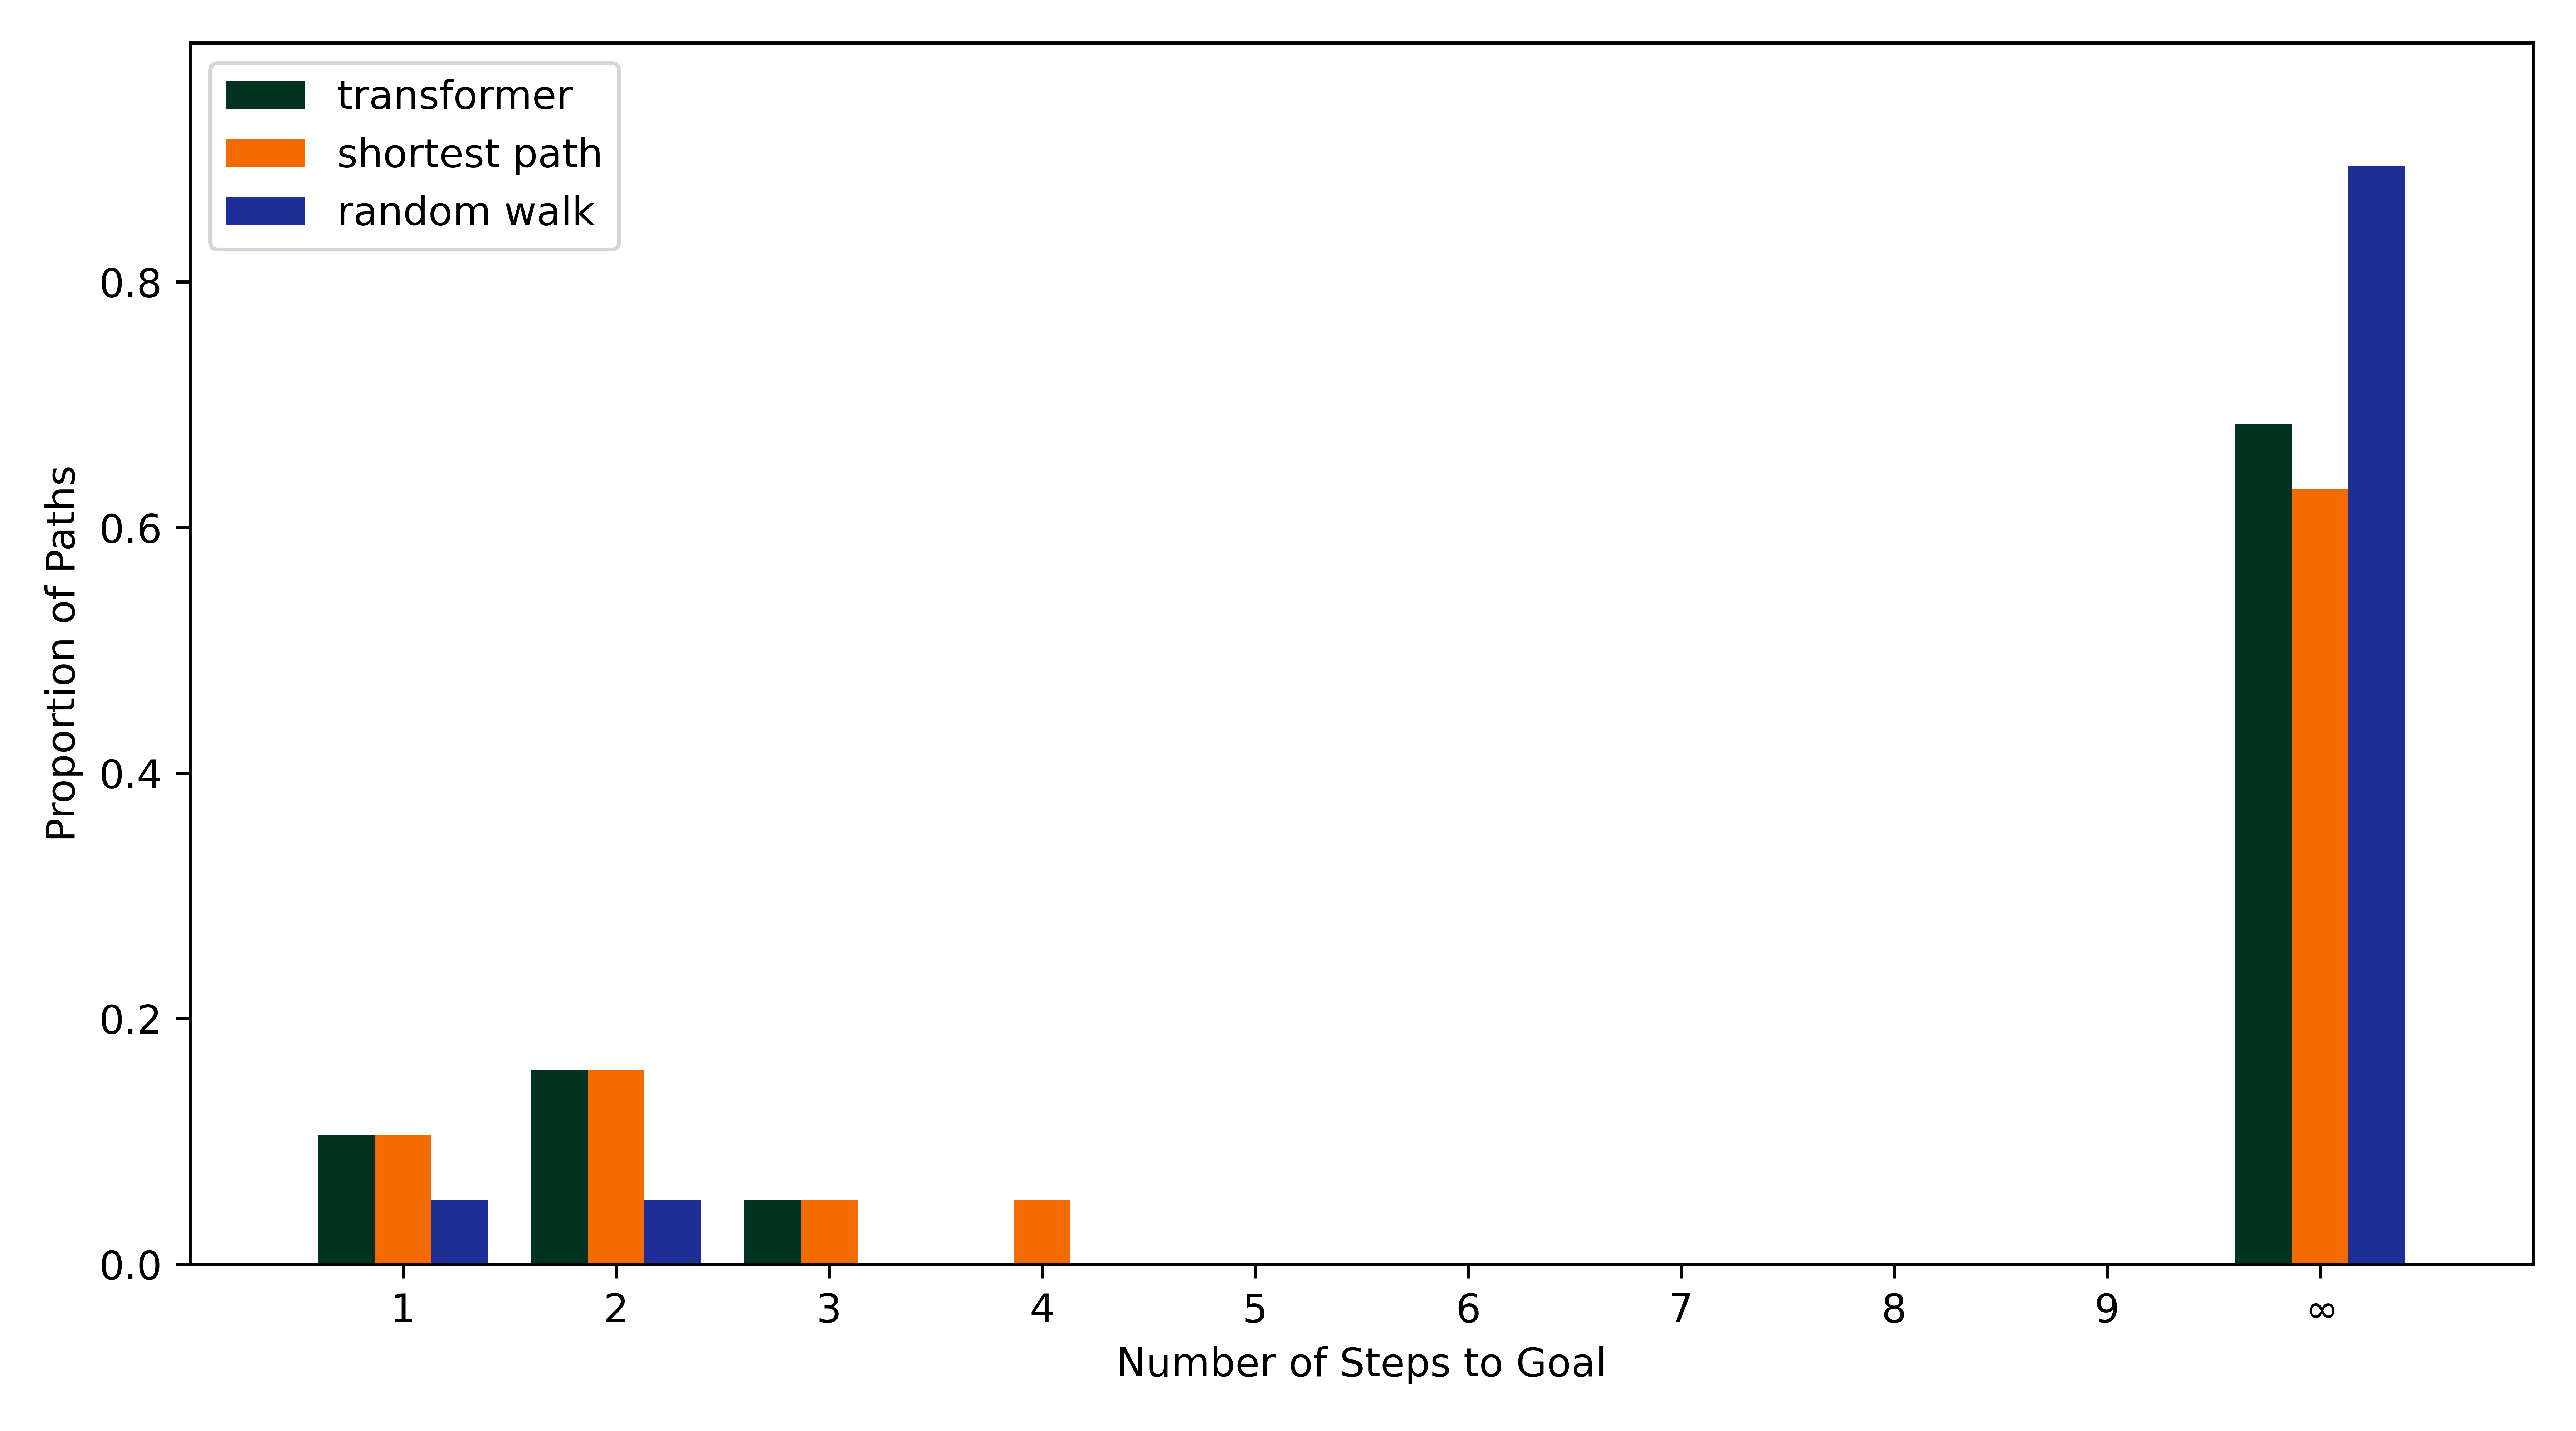 transformer
shortest path
random walk
0.8
0.6
0.4
0.2
0.0
Proportion of Paths
1 2 3 4 5 6 7 8 9 ∞
Number of Steps to Goal